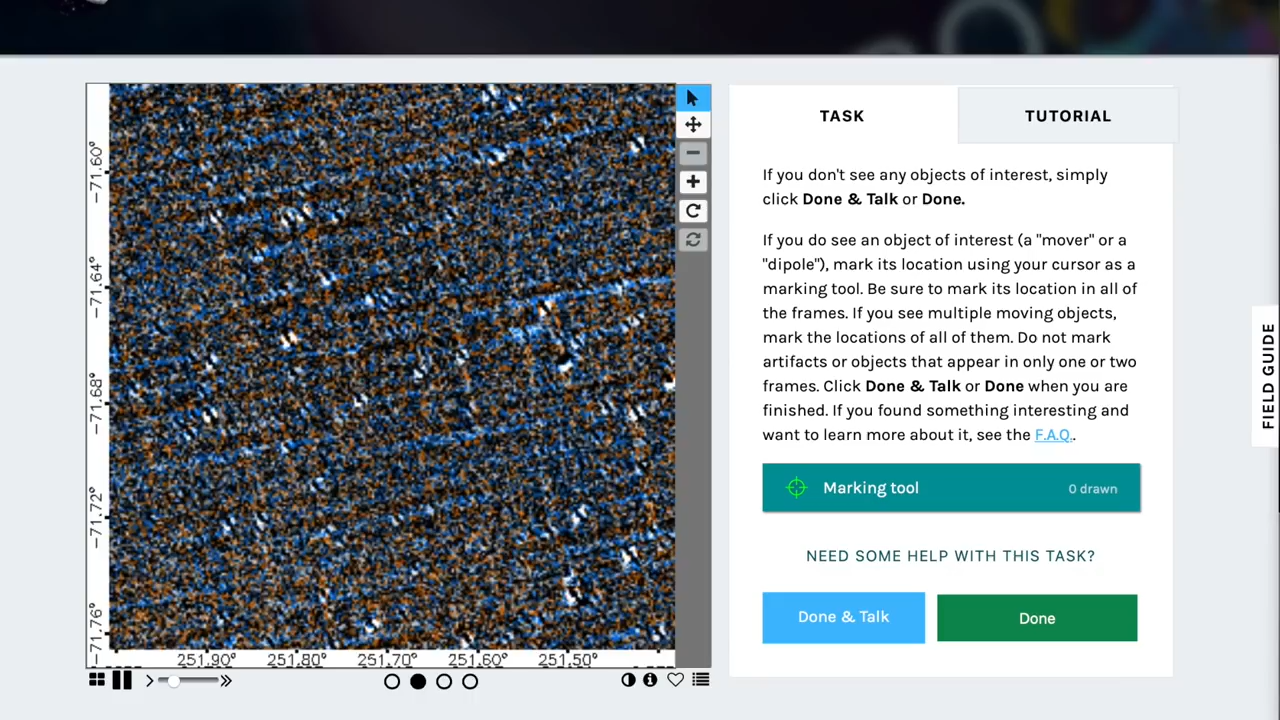 TASK
TUTORIAL
If you don't see any objects of interest, simply
click Done & Talk or Done.
If you do see an object of interest (a "mover" or a
"dipole"), mark its location using your cursor as a
marking tool. Be sure to mark its location in all of
the frames. If you see multiple moving objects,
mark the locations of all of them. Do not mark
artifacts or objects that appear in only one or two
frames. Click Done & Talk or Done when you are
finished. If you found something interesting and
want to learn more about it, see the F.A.Q..
Marking tool
0 drawn
NEED SOME HELP WITH THIS TASK?
Done & Talk
Done
FIELD GUIDE
−71.60°
−71.64°
−71.68°
−71.72°
−71.76°
251.90°
251.80°
251.70°
251.60°
251.50°